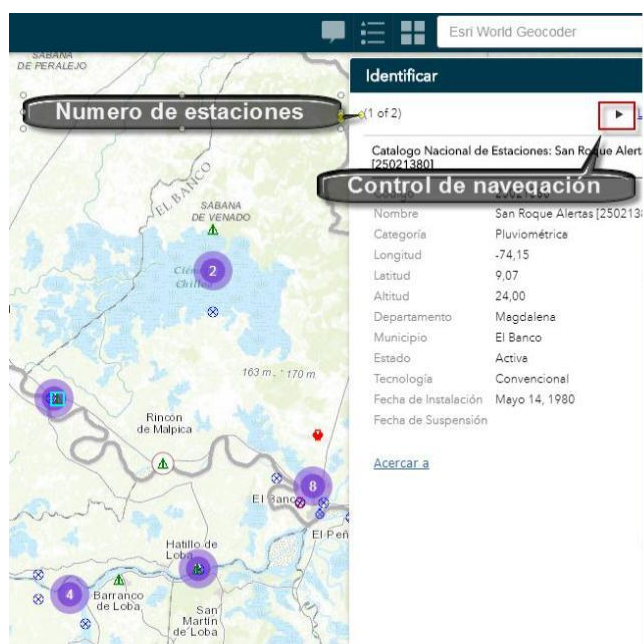 Esri World Geocoder
SABANA
DE PERALEJO
Identificar
Numero de estaciones
(1 of 2)
Catalogo Nacional de Estaciones: San Roque Alerta
[25021380]
Control de navegación
EL BANCO
SABANA
DE VENADO
Nombre San Roque Alertas [2502138
Categoría Pluviométrica
Longitud -74,15
Latitud 9,07
Altitud 24,00
Departamento Magdalena
Municipio El Banco
Estado Activa
Tecnología Convencional
Fecha de Instalación Mayo 14, 1980
Fecha de Suspensión
Acercar a
2
163 m
170 m
Rincón
de Malpica
8
El Banco
El Peñ
Hatillo de
Loba
4
Barranco
de Loba
San
Martín
de Loba